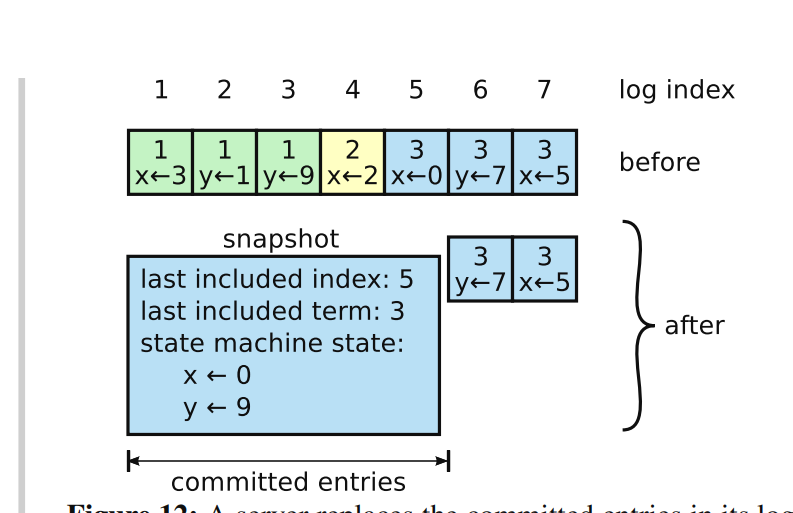 1 2 3 4 5 6 7 log index
1 1 1 2 3 3 3
x←3 y←1 y←9 x←2 x←0 y←7 x←5
before
snapshot
3 3
y←7 x←5
last included index: 5
last included term: 3
state machine state:
x ← 0
y ← 9
after
committed entries
Figure 12: A server replaces the committed entries in its log